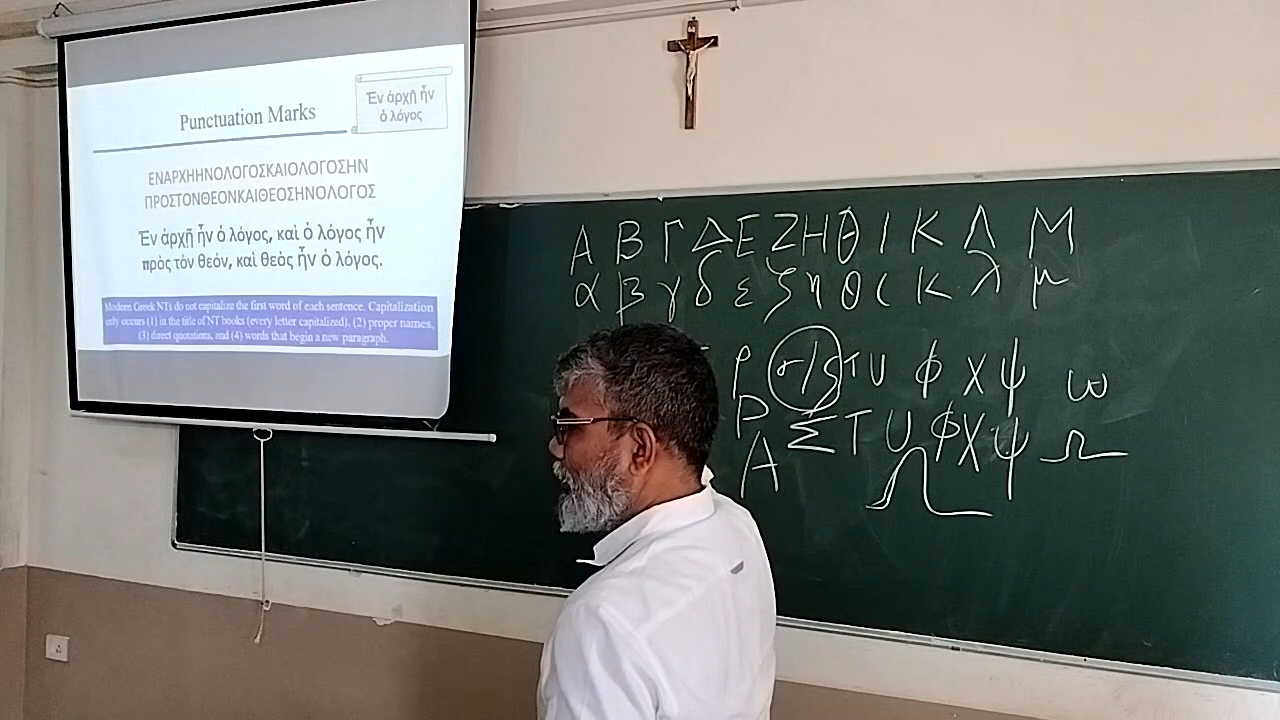 Punctuation Marks
Ἐν ἀρχῇ ἦν
ὁ λόγος
ΕΝΑΡΧΗΗΝΟΛΟΓΟΣΚΑΙΟΛΟΓΟΣΗΝ
ΠΡΟΣΤΟΝΘΕΟΝΚΑΙΘΕΟΣΗΝΟΛΟΓΟΣ
Ἐν ἀρχῇ ἦν ὁ λόγος, καὶ ὁ λόγος ἦν
πρὸς τὸν θεόν, καὶ θεὸς ἦν ὁ λόγος.
Modern Greek NTs do not capitalize the first word of each sentence. Capitalization
only occurs (1) in the title of NT books (every letter capitalized), (2) proper names,
(3) direct quotations, and (4) words that begin a new paragraph.
Α Β Γ Δ Ε Ζ Η Θ Ι Κ Λ Μ
α β γ δ ε ζ η θ ι κ λ μ
ρ σ/ς τ υ φ χ ψ ω
Ρ Σ Τ Υ Φ Χ Ψ Ω
Α Ω